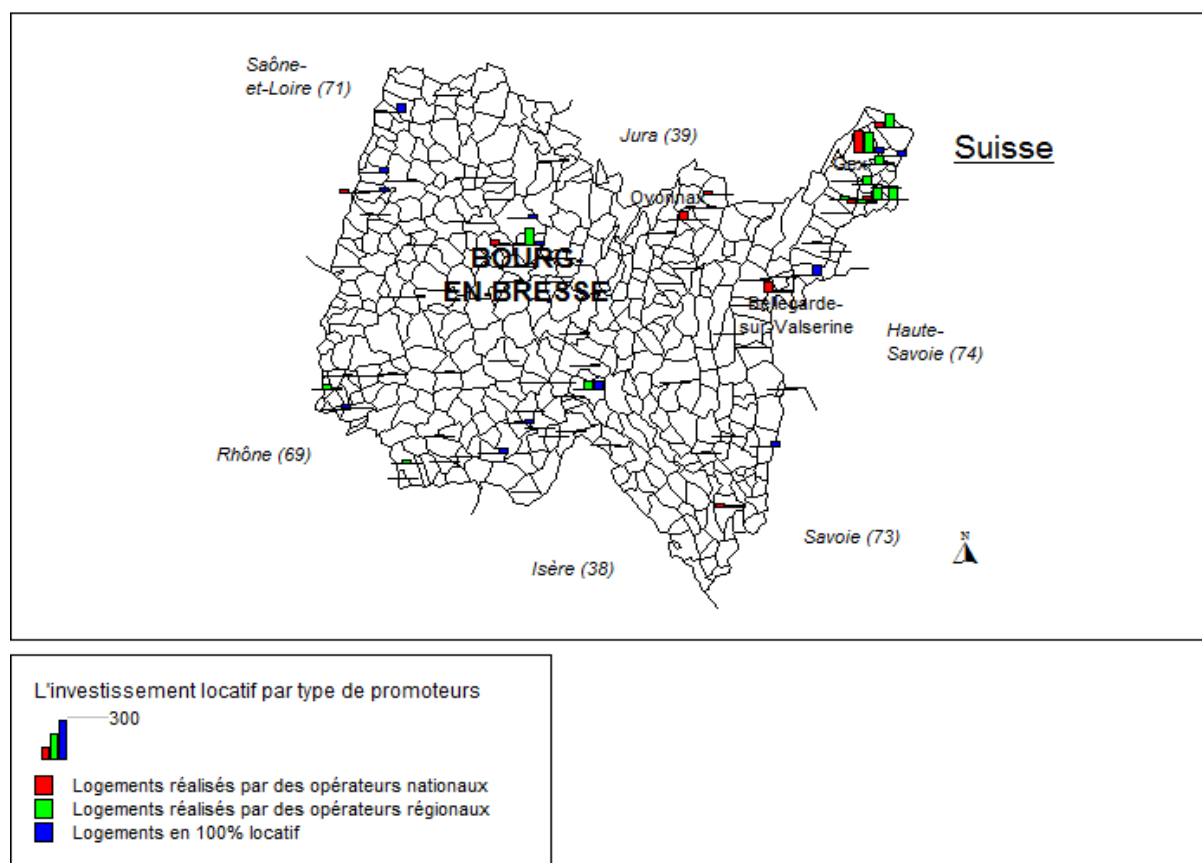 Saône-
et-Loire (71)
Jura (39)
Suisse
Gex
Oyonnax
BOURG-
EN-BRESSE
Bellegarde-
sur-Valserine
Haute-
Savoie (74)
Rhône (69)
Savoie (73)
N
Isère (38)
L'investissement locatif par type de promoteurs
300
Logements réalisés par des opérateurs nationaux
Logements réalisés par des opérateurs régionaux
Logements en 100% locatif